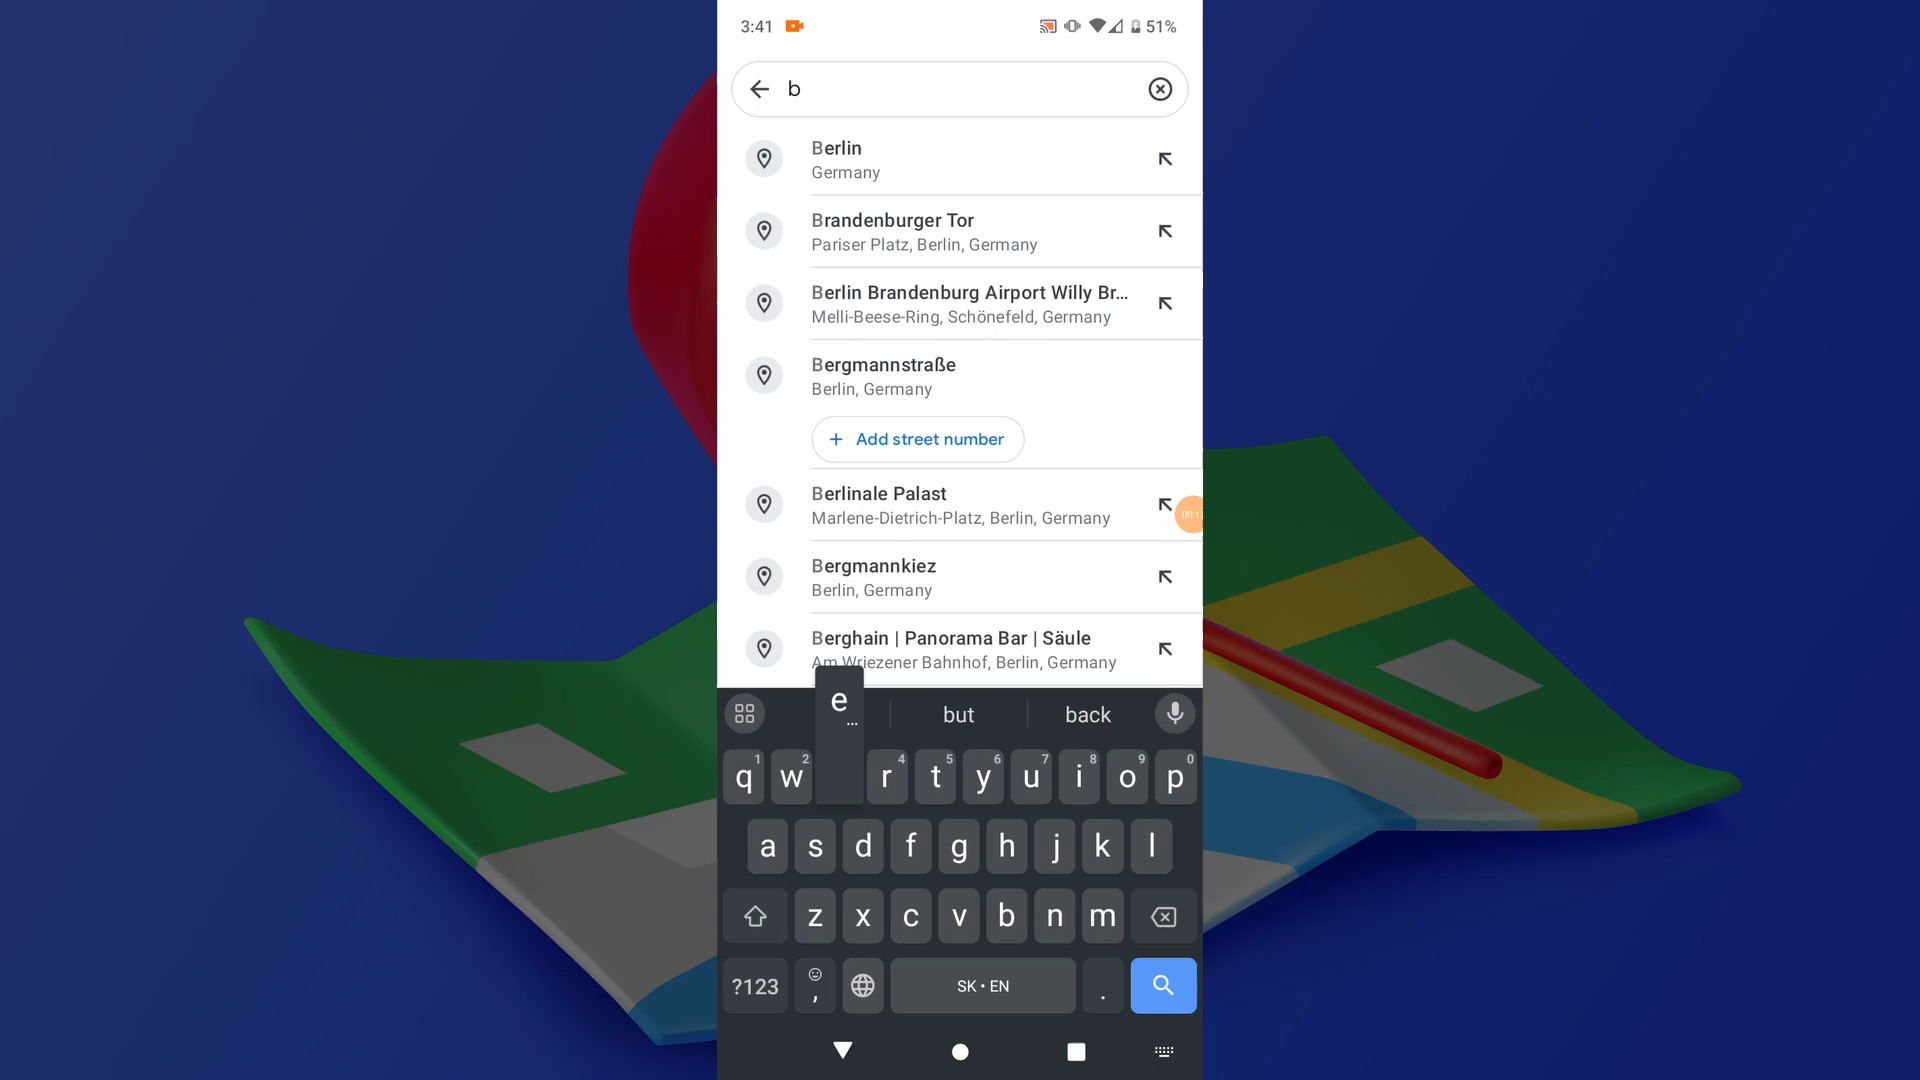 3:41 51%
b
Berlin
Germany
Brandenburger Tor
Pariser Platz, Berlin, Germany
Berlin Brandenburg Airport Willy Br...
Melli-Beese-Ring, Schönefeld, Germany
Bergmannstraße
Berlin, Germany
+ Add street number
Berlinale Palast
Marlene-Dietrich-Platz, Berlin, Germany
00:1
Bergmannkiez
Berlin, Germany
Berghain | Panorama Bar | Säule
Am Wriezener Bahnhof, Berlin, Germany
e
...
but back
1 2 4 5 6 7 8 9 0
q w r t y u i o p
a s d f g h j k l
z x c v b n m
?123 , SK • EN .